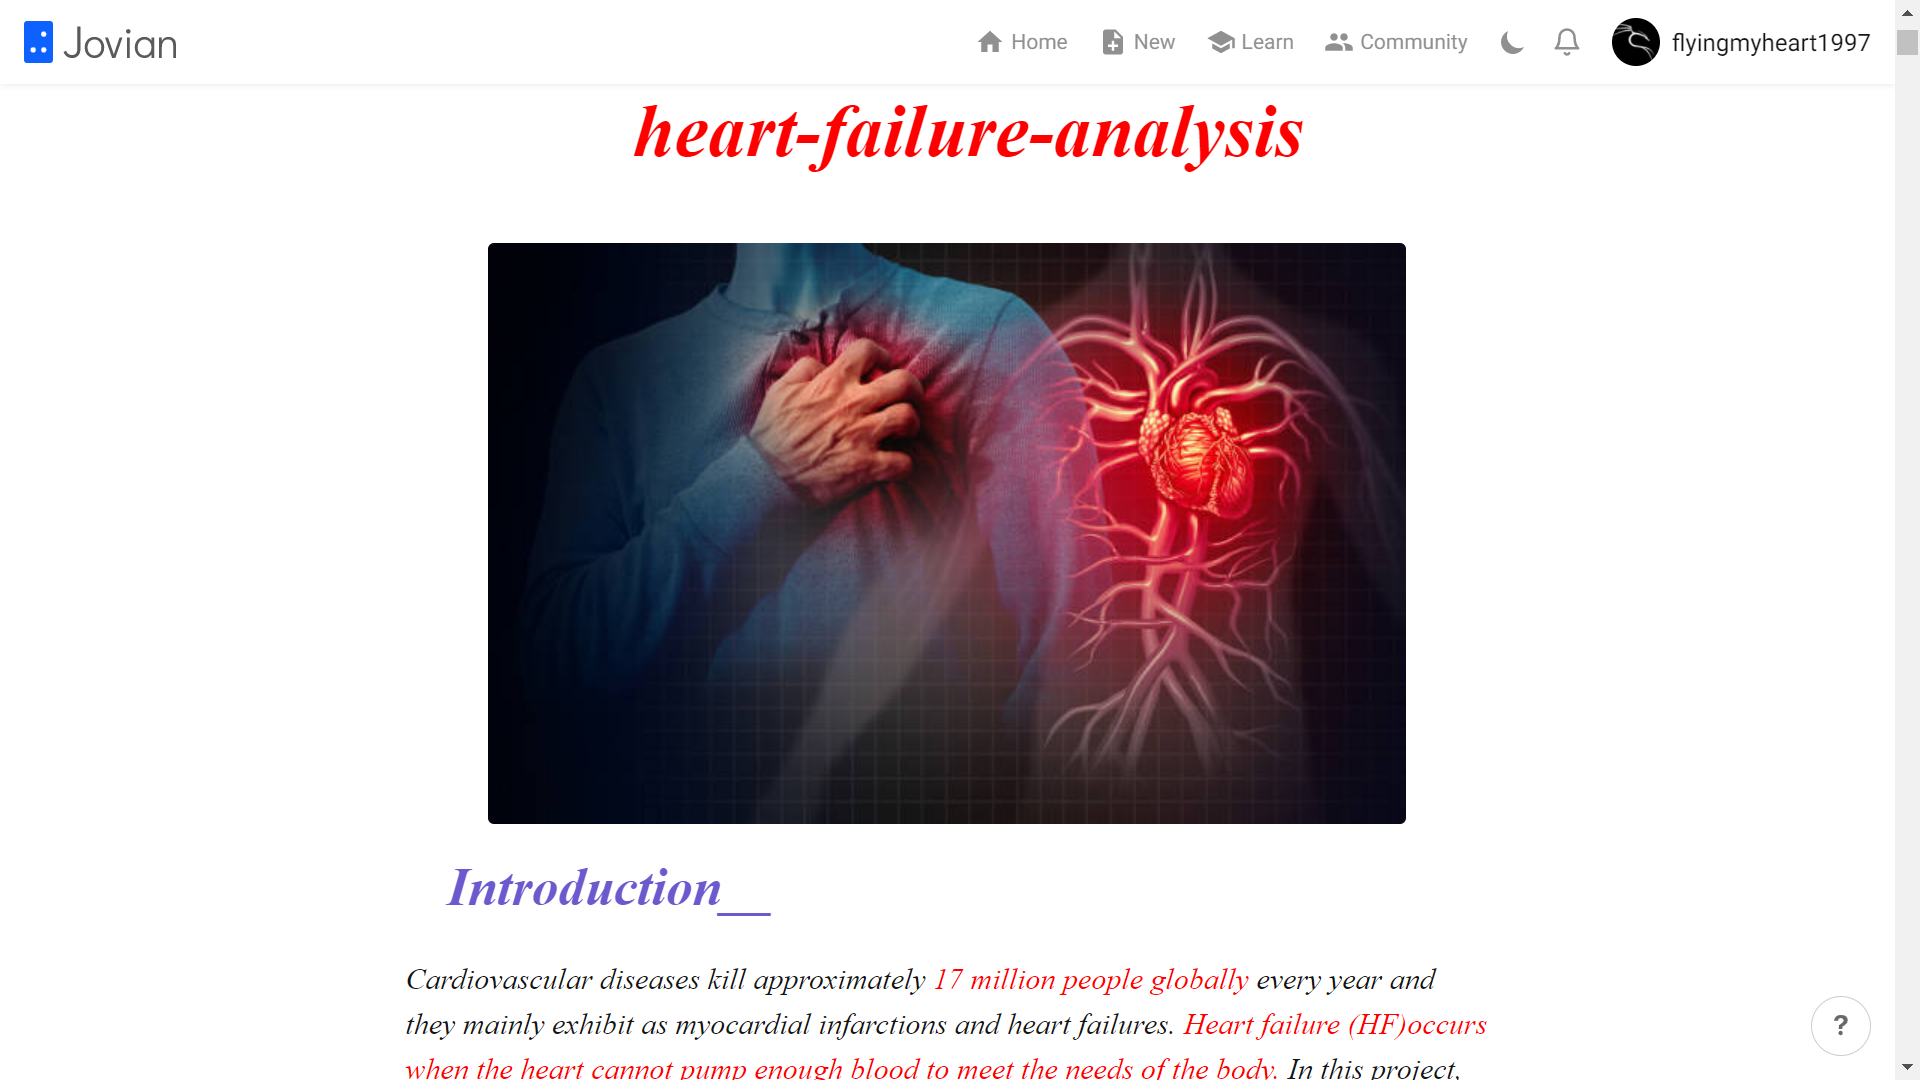 Jovian
Home
New
Learn
Community
flyingmyheart1997
heart-failure-analysis
Introduction__
Cardiovascular diseases kill approximately 17 million people globally every year and
they mainly exhibit as myocardial infarctions and heart failures. Heart failure (HF)occurs
when the heart cannot pump enough blood to meet the needs of the body. In this project,
?